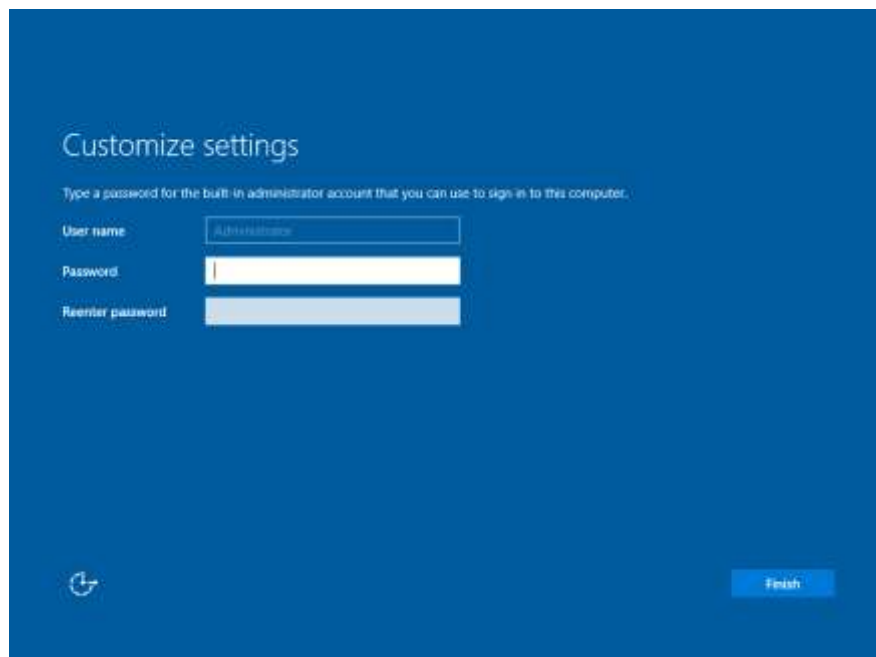 Customize settings
Type a password for the built-in administrator account that you can use to sign in to this computer.
User name
Administrator
Password
Reenter password
Finish